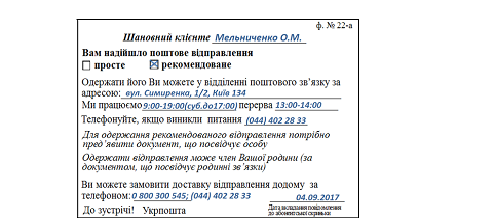 ф. № 22-а
Шановний клієнте Мельниченко О.М.
Вам надійшло поштове відправлення
просте рекомендоване
Одержати його Ви можете у відділенні поштового зв'язку за
адресою: вул. Симиренка, 1/2, Київ 134
Ми працюємо 9:00-19:00(суб.до17:00) перерва 13:00-14:00
Телефонуйте, якщо виникли питання (044) 402 28 33
Для одержання рекомендованого відправлення потрібно
пред'явити документ, що посвідчує особу
Одержати відправлення може член Вашої родини (за
документом, що посвідчує родинні зв'язки)
Ви можете замовити доставку відправлення додому за
телефоном: 0 800 300 545; (044) 402 28 33 04.09.2017
До зустрічі! Укрпошта Дата вкладання повідомлення
до абонентської скриньки